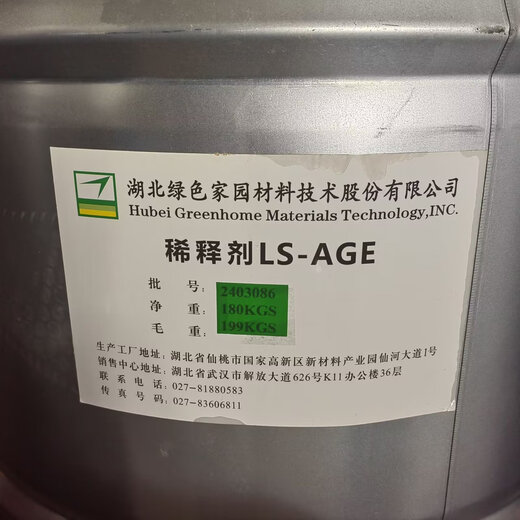 湖北绿色家园材料技术股份有限公司
Hubei Greenhome Materials Technology,INC.
稀释剂LS-AGE
批 号：2403086
净 重：180KGS
毛 重：199KGS
生产工厂地址：湖北省仙桃市国家高新区新材料产业园仙河大道1号
销售中心地址：湖北省武汉市解放大道626号K11办公楼36层
联系电话：027-81880583
传真号码：027-83606811